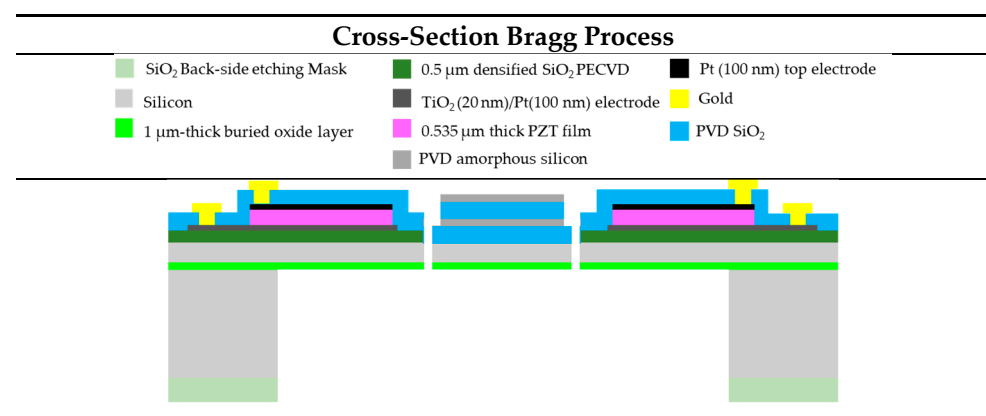 Cross-Section Bragg Process
SiO2 Back-side etching Mask
0.5 µm densified SiO2 PECVD
Pt (100 nm) top electrode
Silicon
TiO2 (20 nm)/Pt(100 nm) electrode
Gold
1 µm-thick buried oxide layer
0.535 µm thick PZT film
PVD SiO2
PVD amorphous silicon